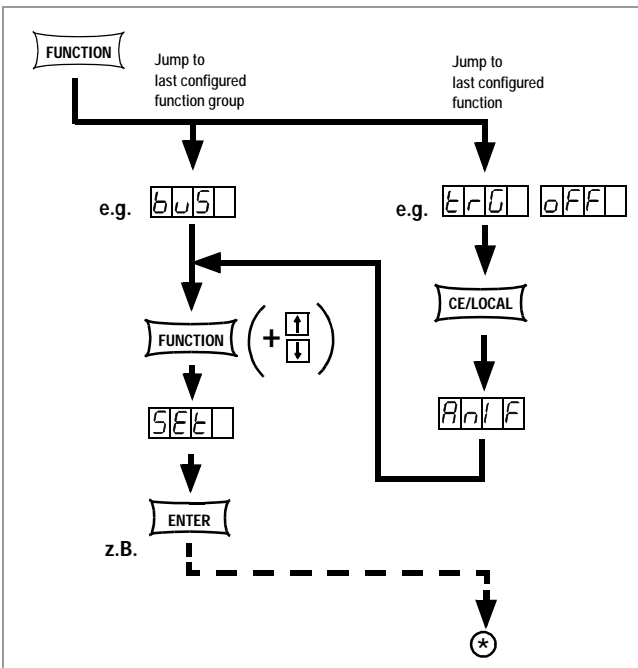 FUNCTION
Jump to
last configured
function group
Jump to
last configured
function
e.g. buS
e.g. trG oFF
CE/LOCAL
FUNCTION ( + ↑ ↓ )
SEt
AnIF
ENTER
z.B.
*